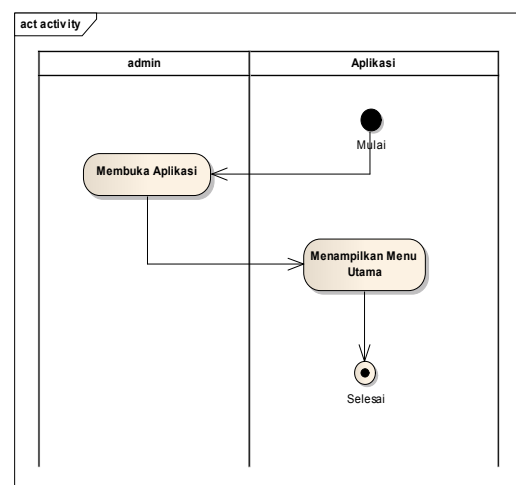 act activity
admin
Aplikasi
Mulai
Membuka Aplikasi
Menampilkan Menu
Utama
Selesai